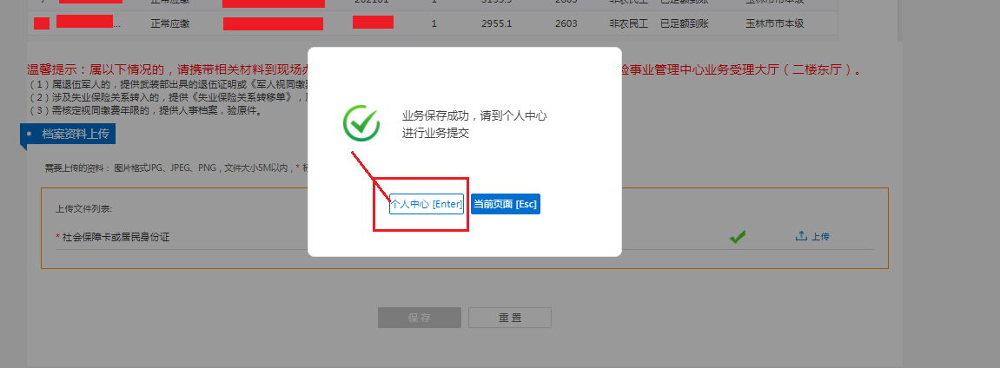 正常应缴 202101 1 3155.9 2603 非农民工 已足额到账 玉林市市本级
... 正常应缴 1 2955.1 2603 非农民工 已足额到账 玉林市市本级
温馨提示：属以下情况的，请携带相关材料到现场办 险事业管理中心业务受理大厅（二楼东厅）。
（1）属退伍军人的，提供武装部出具的退伍证明或《军人视同缴费
（2）涉及失业保险关系转入的，提供《失业保险关系转移单》，
（3）需核定视同缴费年限的，提供人事档案，验原件。
业务保存成功，请到个人中心
进行业务提交
个人中心 [Enter] 当前页面 [Esc]
档案资料上传
需要上传的资料： 图片格式JPG、JPEG、PNG，文件大小5M以内，*
上传文件列表:
* 社会保障卡或居民身份证 上传
保 存 重 置